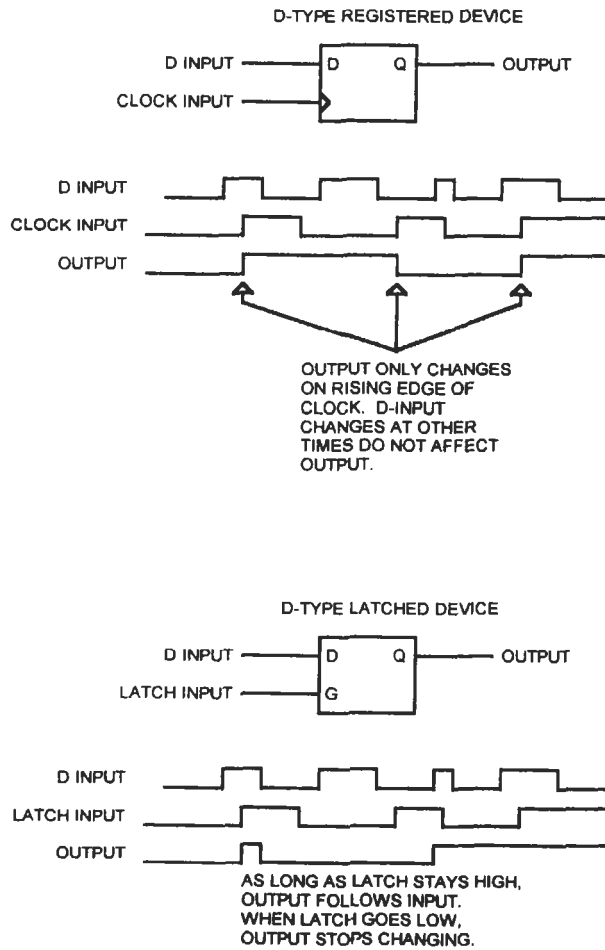 D-TYPE REGISTERED DEVICE
D INPUT
D
Q
OUTPUT
CLOCK INPUT
D INPUT
CLOCK INPUT
OUTPUT
OUTPUT ONLY CHANGES
ON RISING EDGE OF
CLOCK. D-INPUT
CHANGES AT OTHER
TIMES DO NOT AFFECT
OUTPUT.
D-TYPE LATCHED DEVICE
D INPUT
D
Q
OUTPUT
LATCH INPUT
G
D INPUT
LATCH INPUT
OUTPUT
AS LONG AS LATCH STAYS HIGH,
OUTPUT FOLLOWS INPUT.
WHEN LATCH GOES LOW,
OUTPUT STOPS CHANGING.